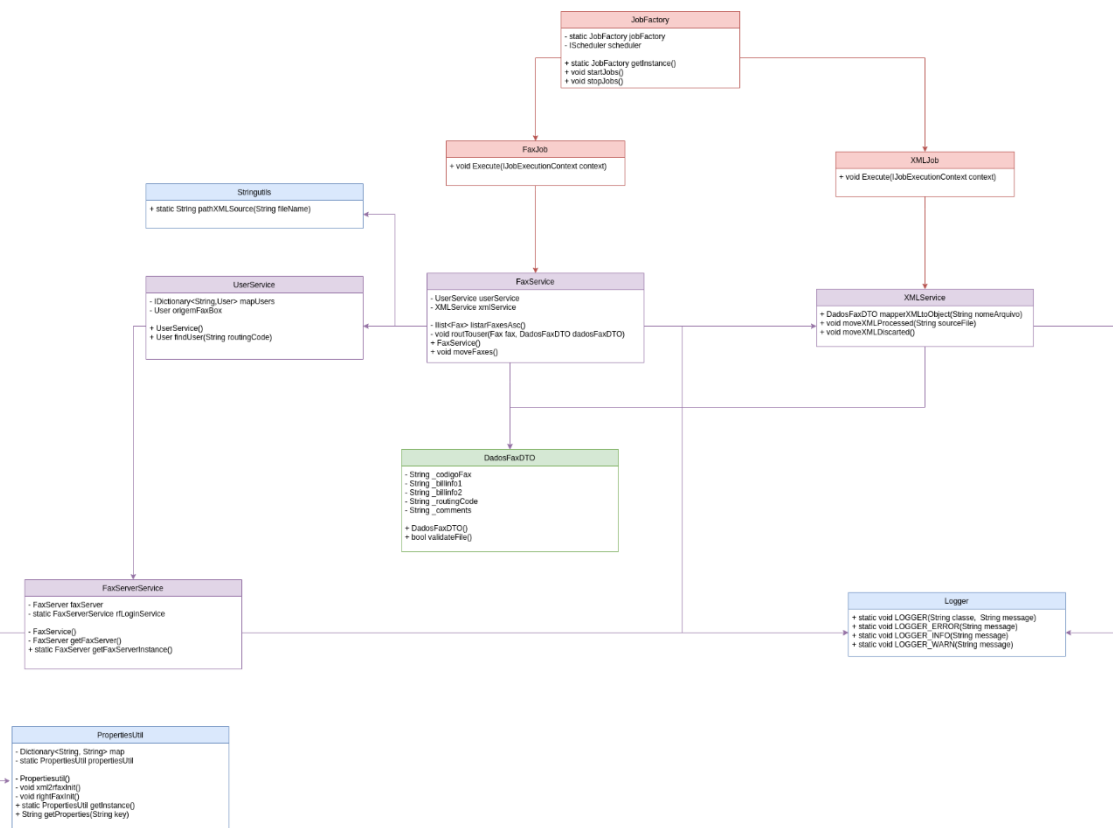 JobFactory
- static JobFactory jobFactory
- IScheduler scheduler
+ static JobFactory getInstance()
+ void startJobs()
+ void stopJobs()
FaxJob
+ void Execute(IJobExecutionContext context)
XMLJob
+ void Execute(IJobExecutionContext context)
Stringutils
+ static String pathXMLSource(String fileName)
UserService
- IDictionary<String,User> mapUsers
- User origemFaxBox
+ UserService()
+ User findUser(String routingCode)
FaxService
- UserService userService
- XMLService xmlService
- Ilist<Fax> listarFaxesAsc()
- void routTouser(Fax fax, DadosFaxDTO dadosFaxDTO)
+ FaxService()
+ void moveFaxes()
XMLService
+ DadosFaxDTO mapperXMLtoObject(String nomeArquivo)
+ void moveXMLProcessed(String sourceFile)
+ void moveXMLDiscarted()
DadosFaxDTO
- String _codigoFax
- String _billinfo1
- String _billinfo2
- String _routingCode
- String _comments
+ DadosFaxDTO()
+ bool validateFile()
FaxServerService
- FaxServer faxServer
- static FaxServerService rfLoginService
- FaxService()
- FaxServer getFaxServer()
+ static FaxServer getFaxServerInstance()
Logger
+ static void LOGGER(String classe, String message)
+ static void LOGGER_ERROR(String message)
+ static void LOGGER_INFO(String message)
+ static void LOGGER_WARN(String message)
PropertiesUtil
- Dictionary<String, String> map
- static PropertiesUtil propertiesUtil
- Propertiesutil()
- void xml2rfaxInit()
- void rightFaxInit()
+ static PropertiesUtil getInstance()
+ String getProperties(String key)